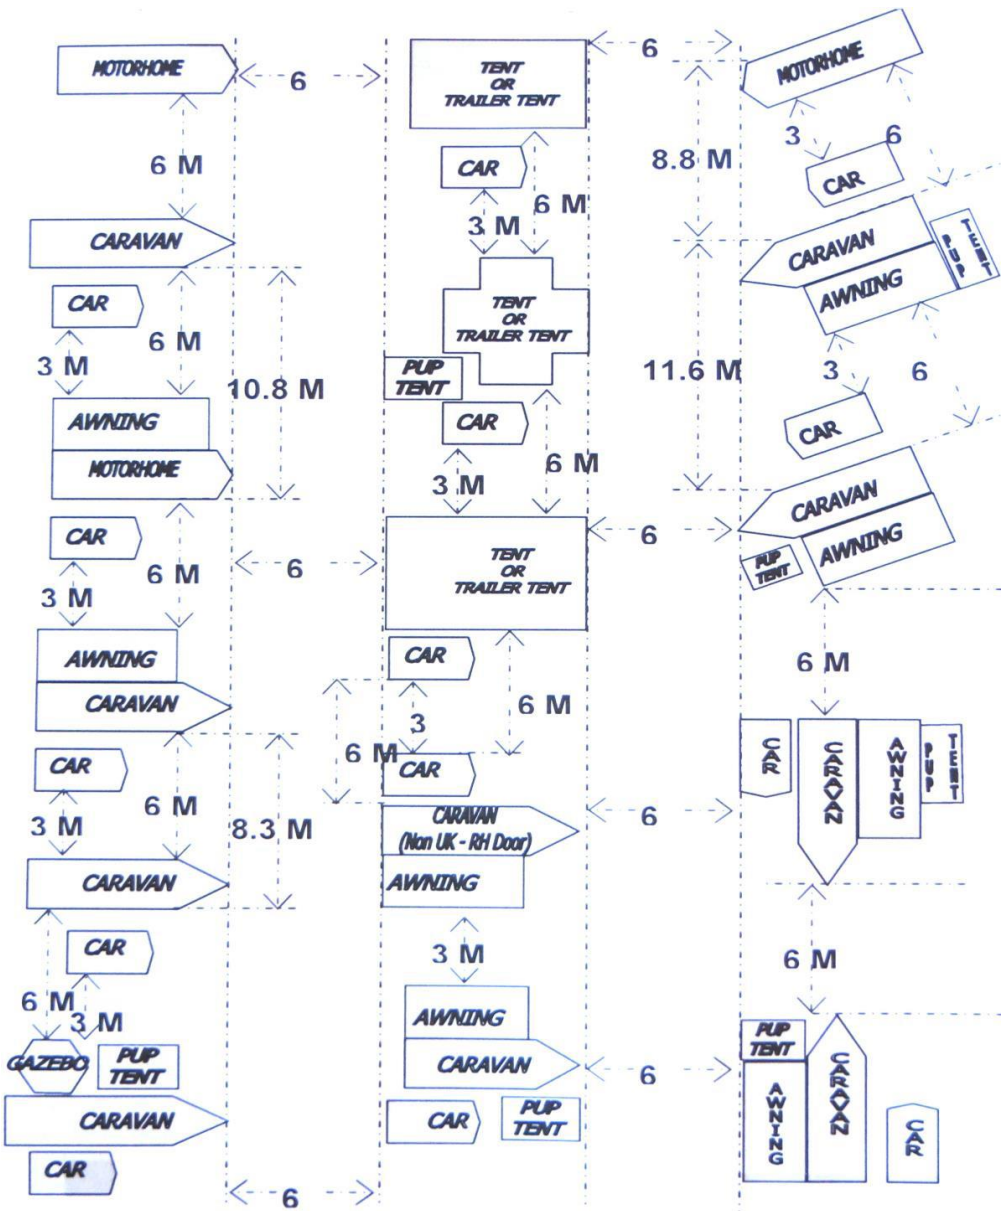 MOTORHOME
6
6 M
CARAVAN
CAR
3 M
6 M
10.8 M
AWNING
MOTORHOME
CAR
3 M
6 M
6
AWNING
CARAVAN
CAR
3 M
6 M
8.3 M
CARAVAN
CAR
6 M
3 M
GAZEBO
PUP
TENT
CARAVAN
CAR
6
TENT
OR
TRAILER TENT
6
CAR
6 M
3 M
TENT
OR
TRAILER TENT
PUP
TENT
CAR
6 M
3 M
TENT
OR
TRAILER TENT
6
CAR
6 M
3
6 M
CAR
CARAVAN
(Non UK - RH Door)
6
AWNING
3 M
AWNING
CARAVAN
6
CAR
PUP
TENT
MOTORHOME
3
6
8.8 M
CAR
CARAVAN
AWNING
PUP
TENT
11.6 M
3
6
CAR
CARAVAN
AWNING
PUP
TENT
6 M
CAR
CARAVAN
AWNING
PUP
TENT
6 M
PUP
TENT
AWNING
CARAVAN
CAR